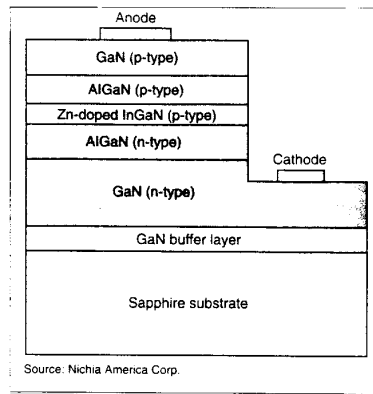 Anode
GaN (p-type)
AlGaN (p-type)
Zn-doped InGaN (p-type)
AlGaN (n-type)
Cathode
GaN (n-type)
GaN buffer layer
Sapphire substrate
Source: Nichia America Corp.